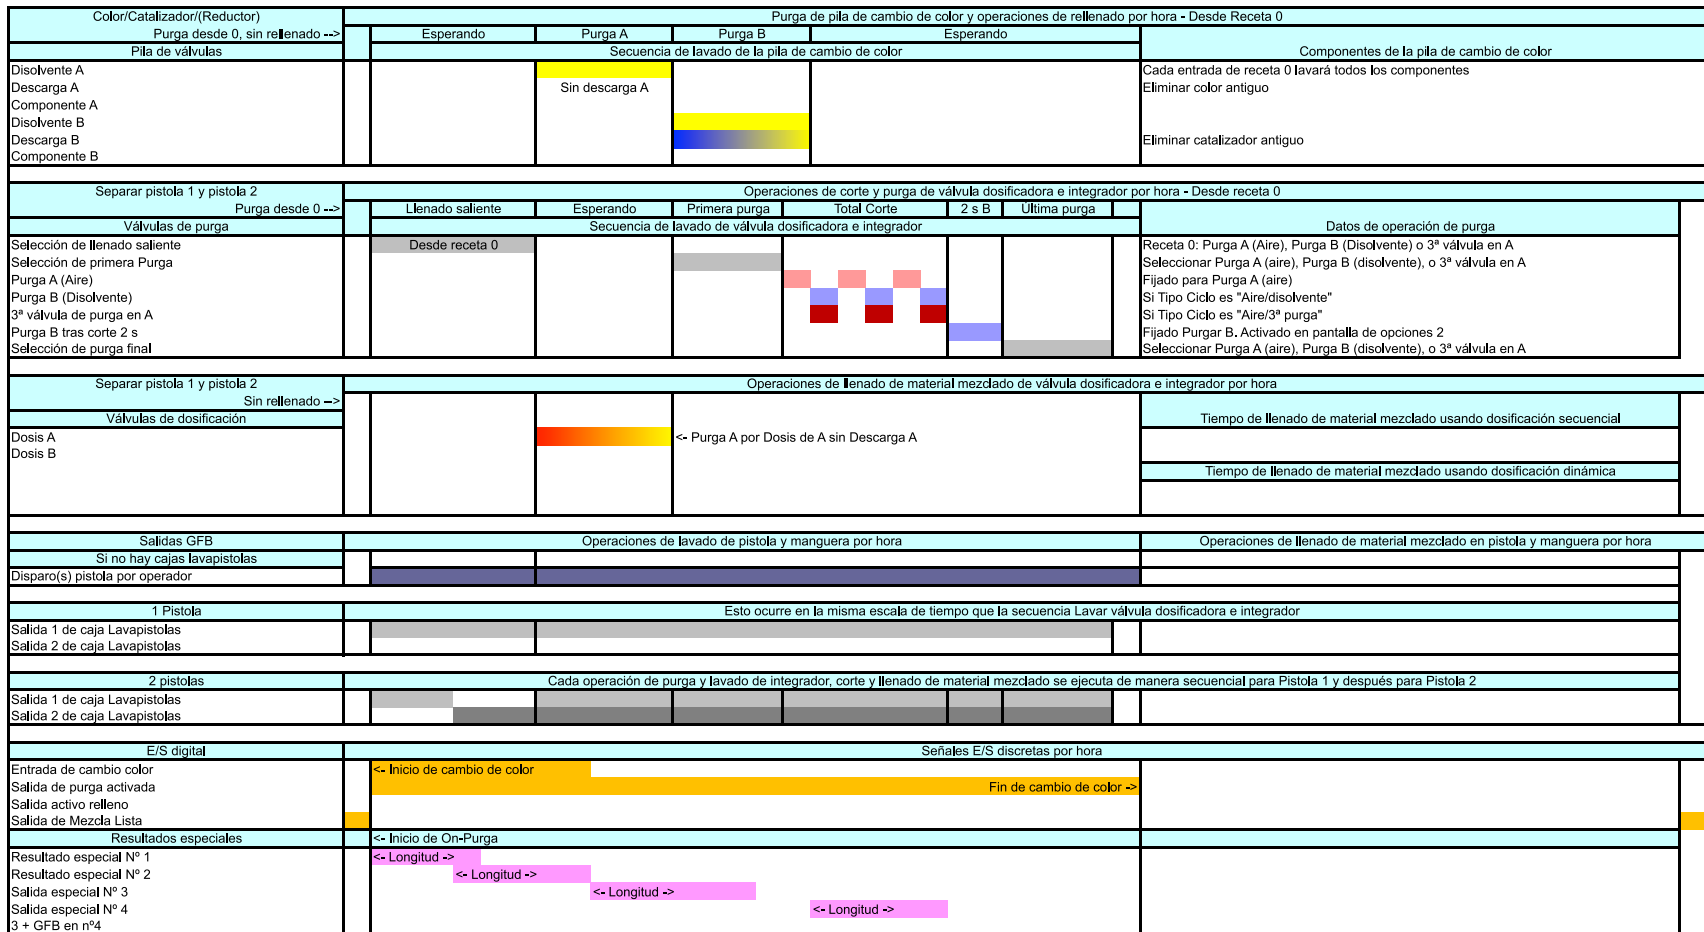 Color/Catalizador/(Reductor)
Purga de pila de cambio de color y operaciones de rellenado por hora - Desde Receta 0
Purga desde 0, sin rellenado -->
Esperando
Purga A
Purga B
Esperando
Pila de válvulas
Secuencia de lavado de la pila de cambio de color
Componentes de la pila de cambio de color
Disolvente A
Cada entrada de receta 0 lavará todos los componentes
Descarga A
Sin descarga A
Eliminar color antiguo
Componente A
Disolvente B
Descarga B
Eliminar catalizador antiguo
Componente B
Separar pistola 1 y pistola 2
Operaciones de corte y purga de válvula dosificadora e integrador por hora - Desde receta 0
Purga desde 0 -->
Llenado saliente
Esperando
Primera purga
Total Corte
2 s B
Última purga
Válvulas de purga
Secuencia de lavado de válvula dosificadora e integrador
Datos de operación de purga
Selección de llenado saliente
Desde receta 0
Receta 0: Purga A (Aire), Purga B (Disolvente) o 3ª válvula en A
Selección de primera Purga
Seleccionar Purga A (aire), Purga B (disolvente), o 3ª válvula en A
Purga A (Aire)
Fijado para Purga A (aire)
Purga B (Disolvente)
Si Tipo Ciclo es "Aire/disolvente"
3ª válvula de purga en A
Si Tipo Ciclo es "Aire/3ª purga"
Purga B tras corte 2 s
Fijado Purgar B. Activado en pantalla de opciones 2
Selección de purga final
Seleccionar Purga A (aire), Purga B (disolvente), o 3ª válvula en A
Separar pistola 1 y pistola 2
Operaciones de llenado de material mezclado de válvula dosificadora e integrador por hora
Sin rellenado -->
Válvulas de dosificación
Tiempo de llenado de material mezclado usando dosificación secuencial
Dosis A
<- Purga A por Dosis de A sin Descarga A
Dosis B
Tiempo de llenado de material mezclado usando dosificación dinámica
Salidas GFB
Operaciones de lavado de pistola y manguera por hora
Operaciones de llenado de material mezclado en pistola y manguera por hora
Si no hay cajas lavapistolas
Disparo(s) pistola por operador
1 Pistola
Esto ocurre en la misma escala de tiempo que la secuencia Lavar válvula dosificadora e integrador
Salida 1 de caja Lavapistolas
Salida 2 de caja Lavapistolas
2 pistolas
Cada operación de purga y lavado de integrador, corte y llenado de material mezclado se ejecuta de manera secuencial para Pistola 1 y después para Pistola 2
Salida 1 de caja Lavapistolas
Salida 2 de caja Lavapistolas
E/S digital
Señales E/S discretas por hora
Entrada de cambio color
<- Inicio de cambio de color
Salida de purga activada
Fin de cambio de color ->
Salida activo relleno
Salida de Mezcla Lista
Resultados especiales
<- Inicio de On-Purga
Resultado especial Nº 1
<- Longitud ->
Resultado especial Nº 2
<- Longitud ->
Salida especial Nº 3
<- Longitud ->
Salida especial Nº 4
<- Longitud ->
3 + GFB en nº4